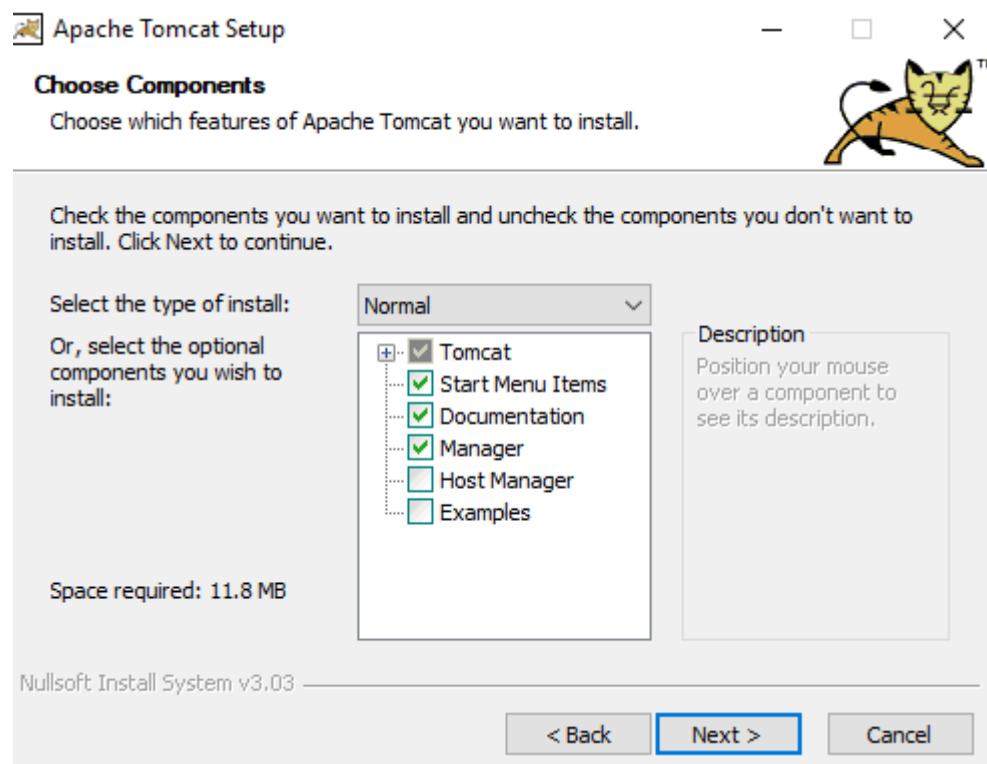 Apache Tomcat Setup
Choose Components
Choose which features of Apache Tomcat you want to install.
Check the components you want to install and uncheck the components you don't want to
install. Click Next to continue.
Select the type of install:
Normal
Or, select the optional
components you wish to
install:
Tomcat
Start Menu Items
Documentation
Manager
Host Manager
Examples
Description
Position your mouse
over a component to
see its description.
Space required: 11.8 MB
Nullsoft Install System v3.03
< Back
Next >
Cancel